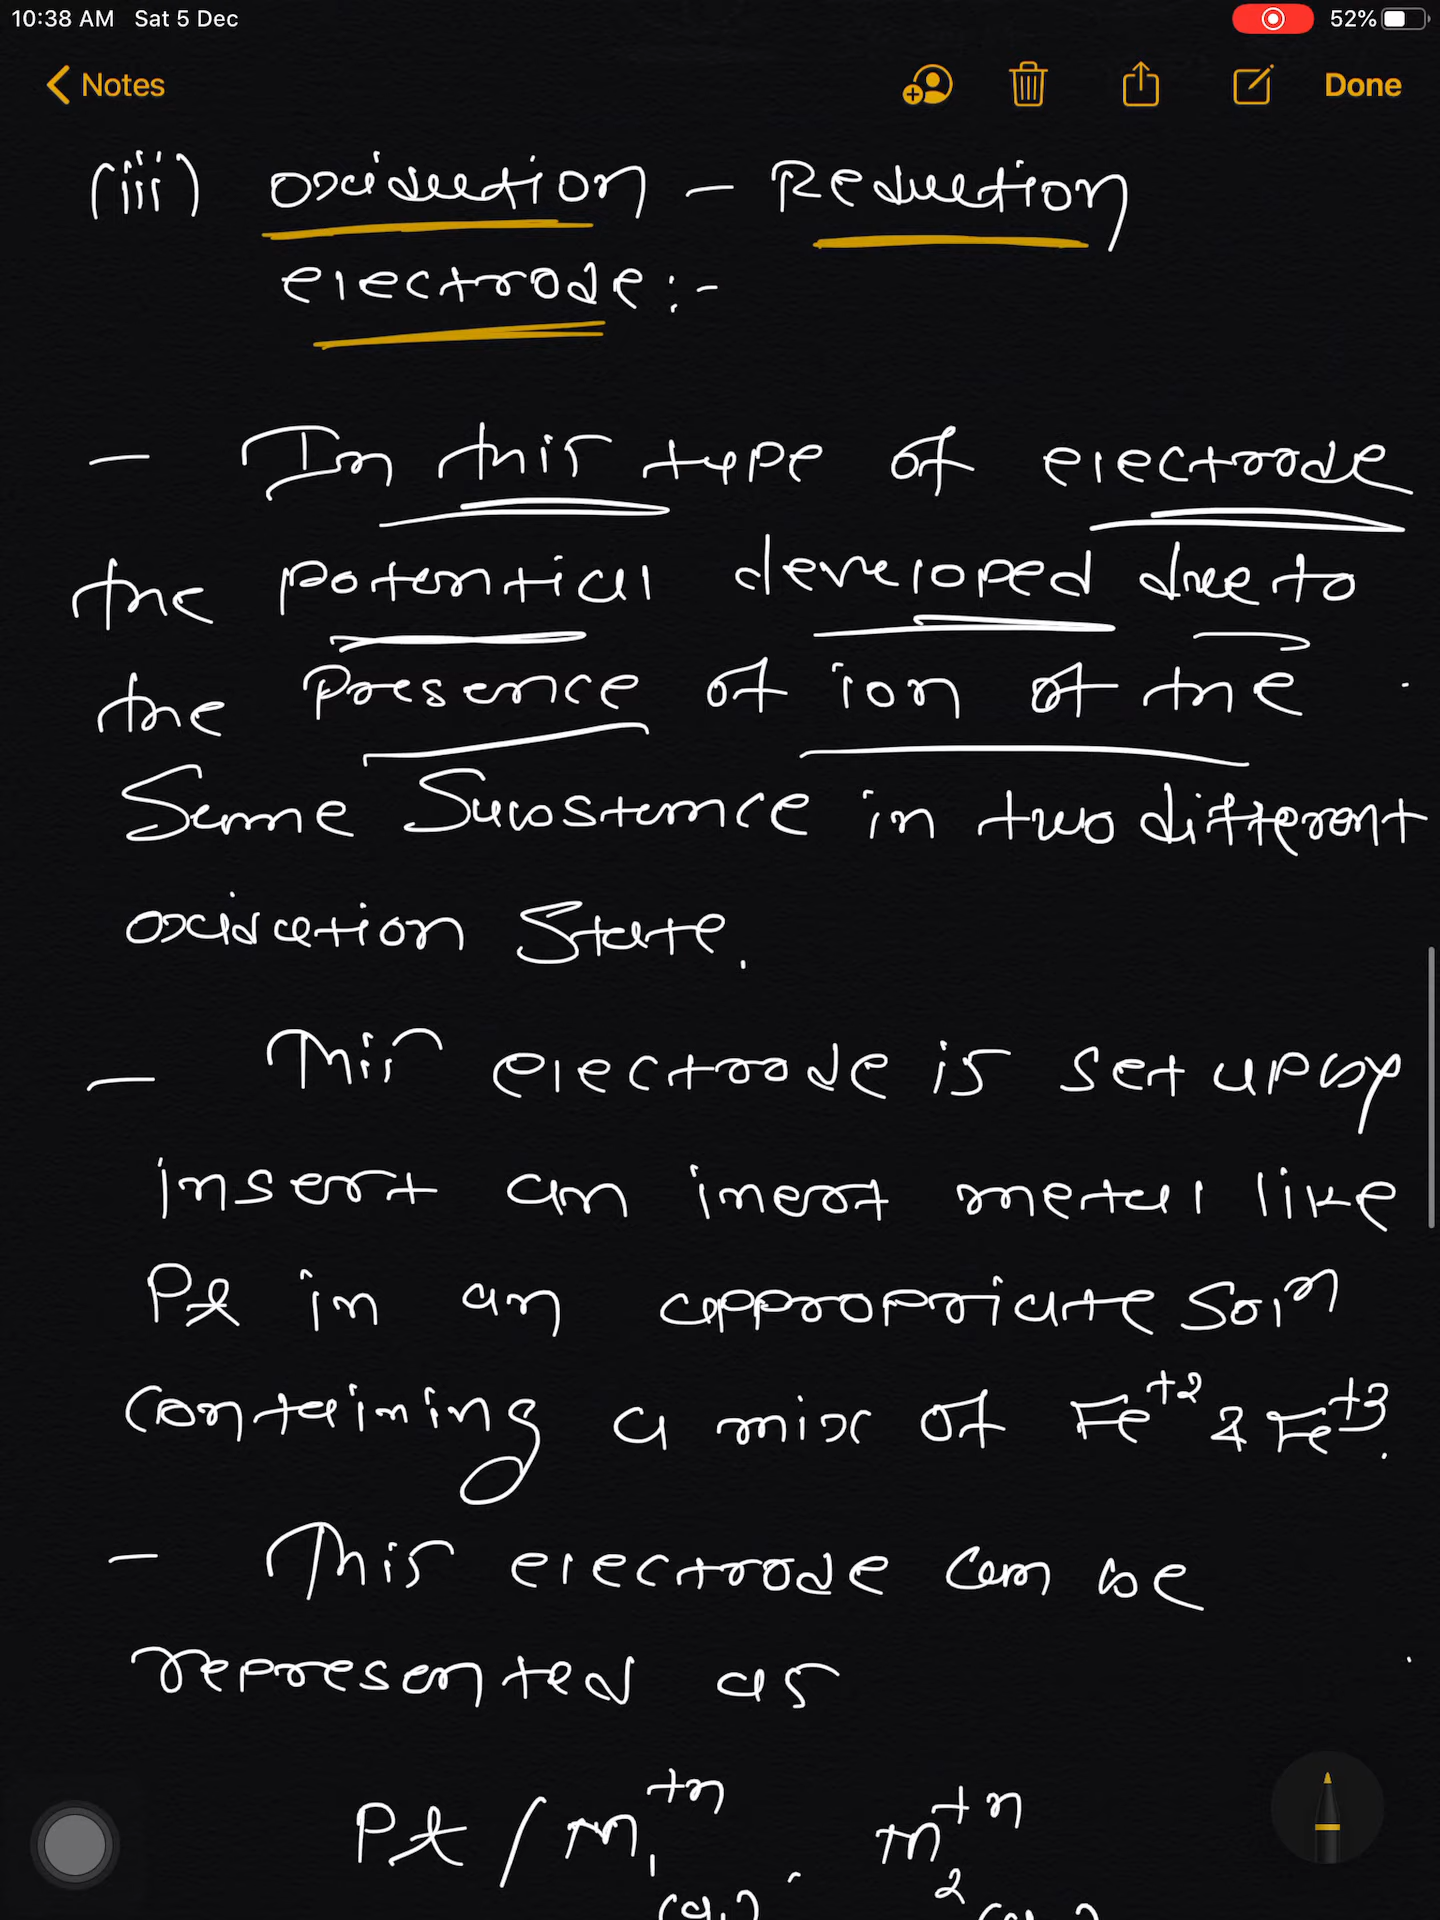 10:38 AM Sat 5 Dec 52%
Notes Done
(iii) Oxiduction - Reduction
electrode:-
- In this type of electrode
the potential developed due to
the presence of ion of the
Same Substance in two different
oxidation State.
- This electrode is set up by
insert an inert metal like
Pt in an appropriate solⁿ
containing a mix of Fe⁺² & Fe⁺³.
- This electrode can be
represented as
Pt / M₁⁺ⁿ . M₂⁺ⁿ